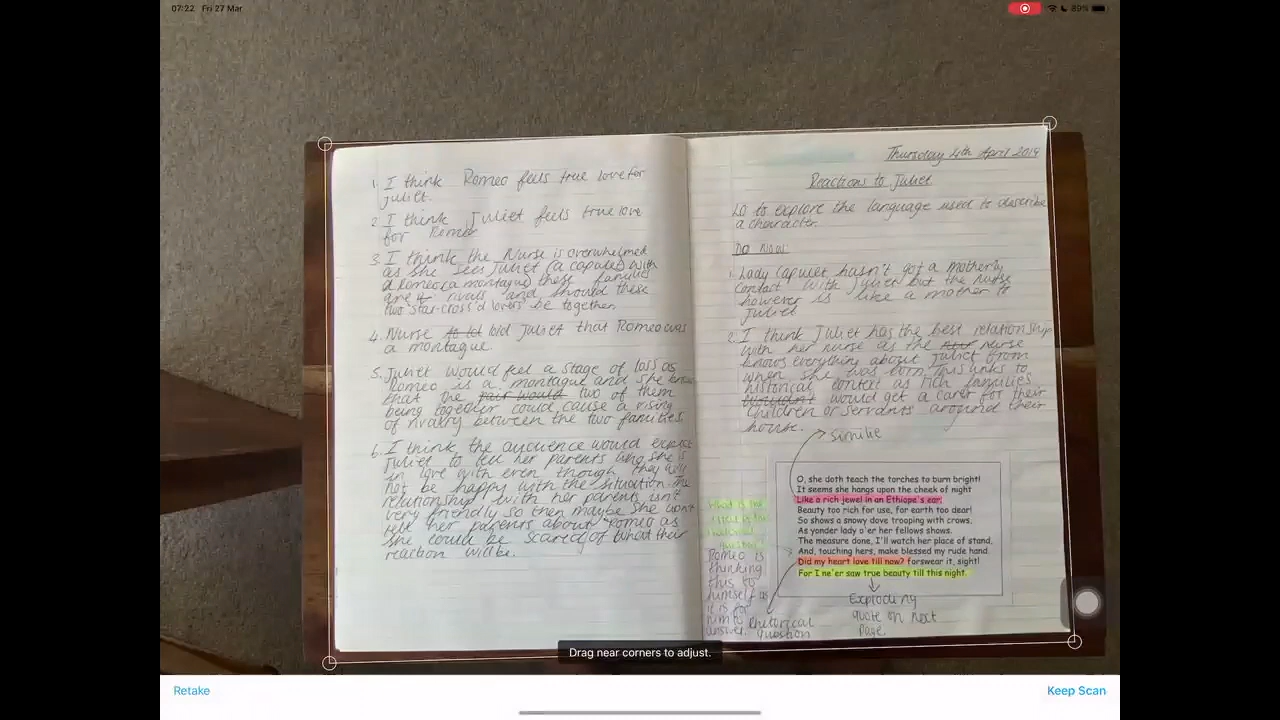 07:22 Fri 27 Mar
89%
1. I think Romeo feels true love for
juliet.
2. I think Juliet feels true love
for Romeo
3. I think the Nurse is overwhelmed
as she sees Juliet (a capulet) with
a Romeo (a montague) these families
are rivals and should these
two 'star-cross'd lovers' be together.
4. Nurse told Juliet that Romeo was
a montague.
5. Juliet would feel a stage of loss as
Romeo is a montague and she knows
that the pair would two of them
being together could cause a rising
of rivalry between the two families.
6. I think the audience would expect
Juliet to tell her parents who she is
in love with even though they will
not be happy with the situation. The
relationship with her parents isn't
very friendly so then maybe she won't
tell her parents about Romeo as
she could be scared of what their
reaction will be.
Thursday 4th April 2019
Reactions to Juliet
LO to explore the language used to describe
a character.
Do Now:
1. Lady Capulet hasn't got a motherly
contact with Juliet but the nurse
however is like a mother to
Juliet
2. I think Juliet has the best relationship
with her nurse as the nurse
knows everything about Juliet from
when she was born. This links to
historical context as rich families
wouldn't would get a carer for their
children or servants around their
house.
Similie
O, she doth teach the torches to burn bright!
It seems she hangs upon the cheek of night
Like a rich jewel in an Ethiope's ear;
Beauty too rich for use, for earth too dear!
So shows a snowy dove trooping with crows,
As yonder lady o'er her fellows shows.
The measure done, I'll watch her place of stand,
And, touching hers, make blessed my rude hand.
Did my heart love till now? forswear it, sight!
For I ne'er saw true beauty till this night.
What is the
question?
Romeo is
thinking
this to
himself as
it is for
him to
answer.
Rhetorical
question
Exploding
quote on next
page
Drag near corners to adjust.
Retake
Keep Scan